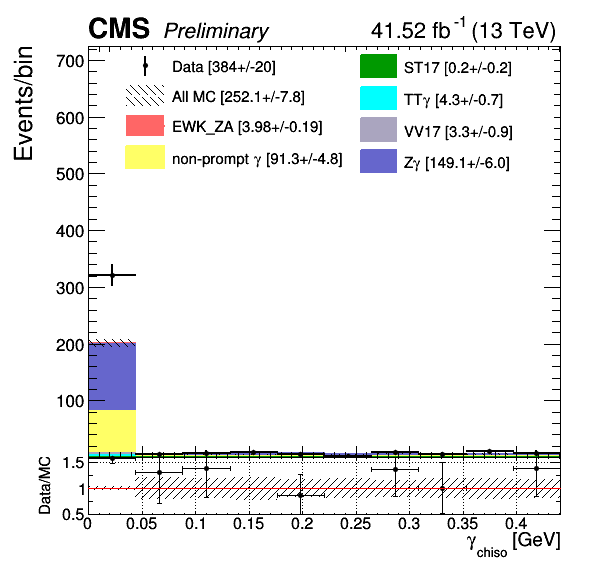 CMS Preliminary 41.52 fb⁻¹ (13 TeV)
Events/bin
700
600
500
400
300
200
100
Data [384+/-20]
All MC [252.1+/-7.8]
EWK_ZA [3.98+/-0.19]
non-prompt γ [91.3+/-4.8]
ST17 [0.2+/-0.2]
TTγ [4.3+/-0.7]
VV17 [3.3+/-0.9]
Zγ [149.1+/-6.0]
Data/MC
1.5
1
0.5
0 0.05 0.1 0.15 0.2 0.25 0.3 0.35 0.4
γchiso [GeV]